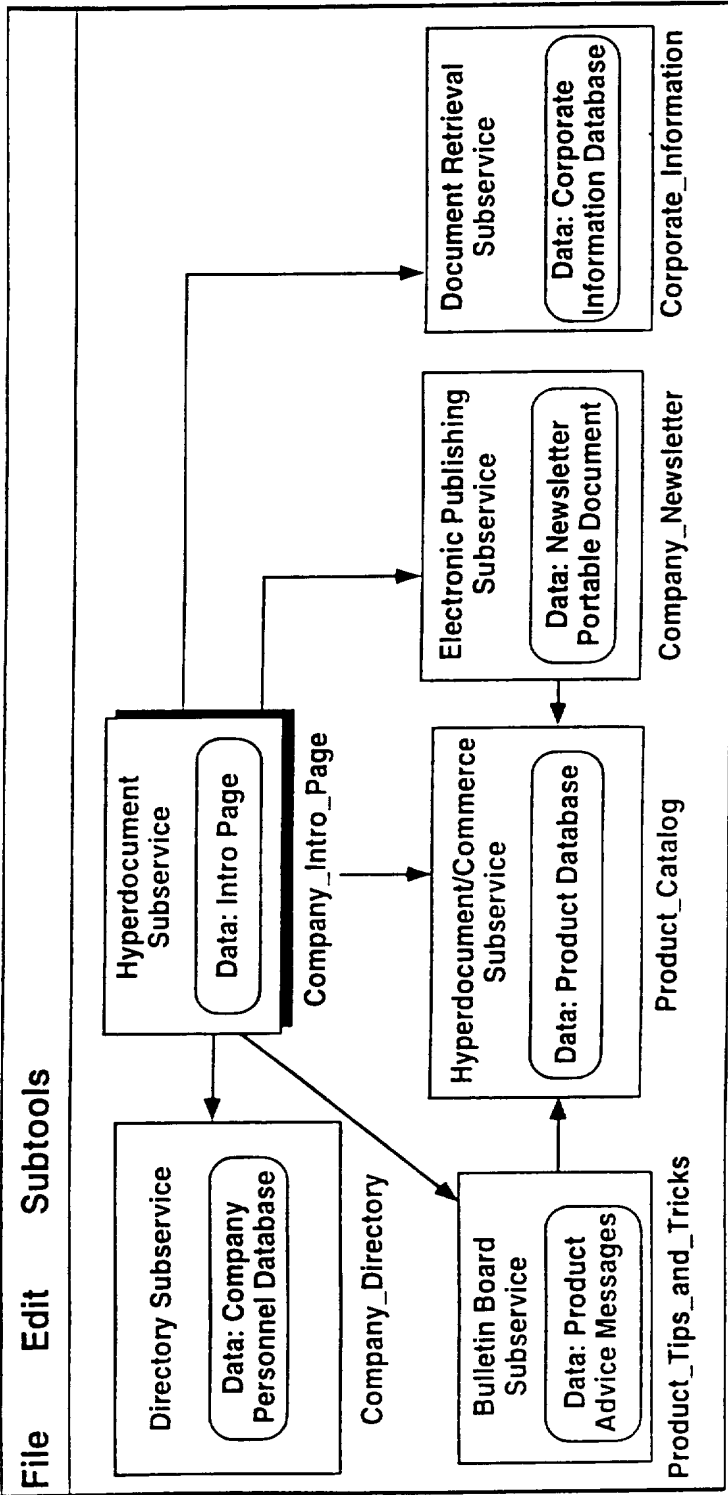 File Edit Subtools
Directory Subservice
Data: Company
Personnel Database
Company_Directory
Hyperdocument
Subservice
Data: Intro Page
Company_Intro_Page
Bulletin Board
Subservice
Data: Product
Advice Messages
Product_Tips_and_Tricks
Hyperdocument/Commerce
Subservice
Data: Product Database
Product_Catalog
Electronic Publishing
Subservice
Data: Newsletter
Portable Document
Company_Newsletter
Document Retrieval
Subservice
Data: Corporate
Information Database
Corporate_Information